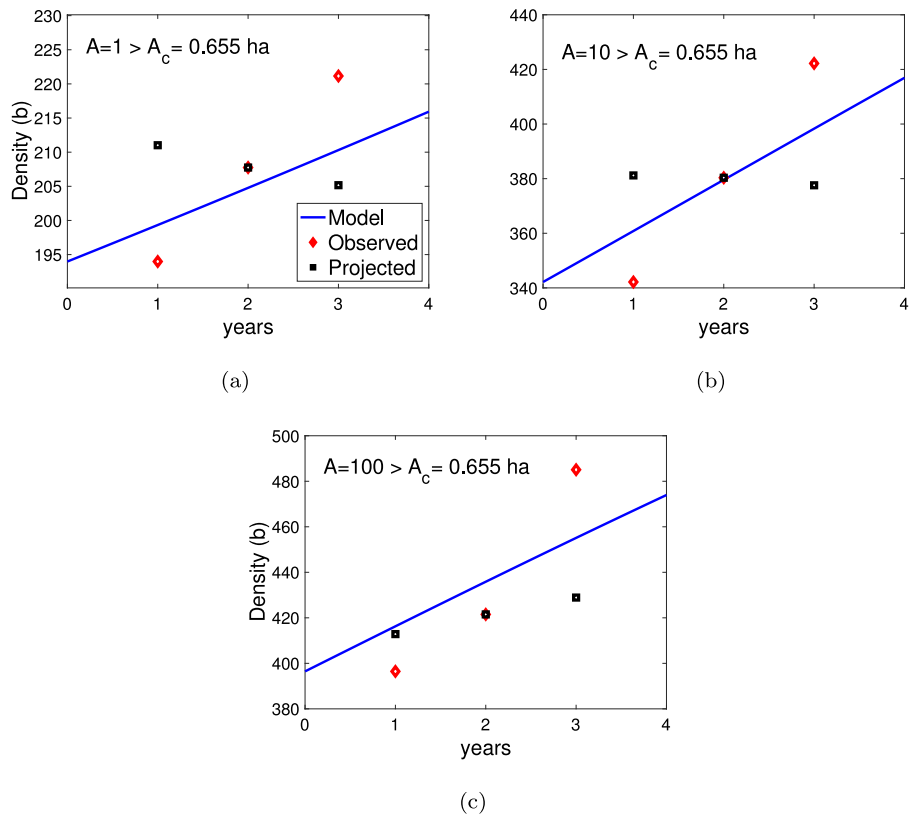 230
225
220
215
210
205
200
195
Density (b)
A=1 > A_c= 0.655 ha
Model
Observed
Projected
0 1 2 3 4
years
(a)
440
420
400
380
360
340
A=10 > A_c= 0.655 ha
0 1 2 3 4
years
(b)
500
480
460
440
420
400
380
Density (b)
A=100 > A_c= 0.655 ha
0 1 2 3 4
years
(c)